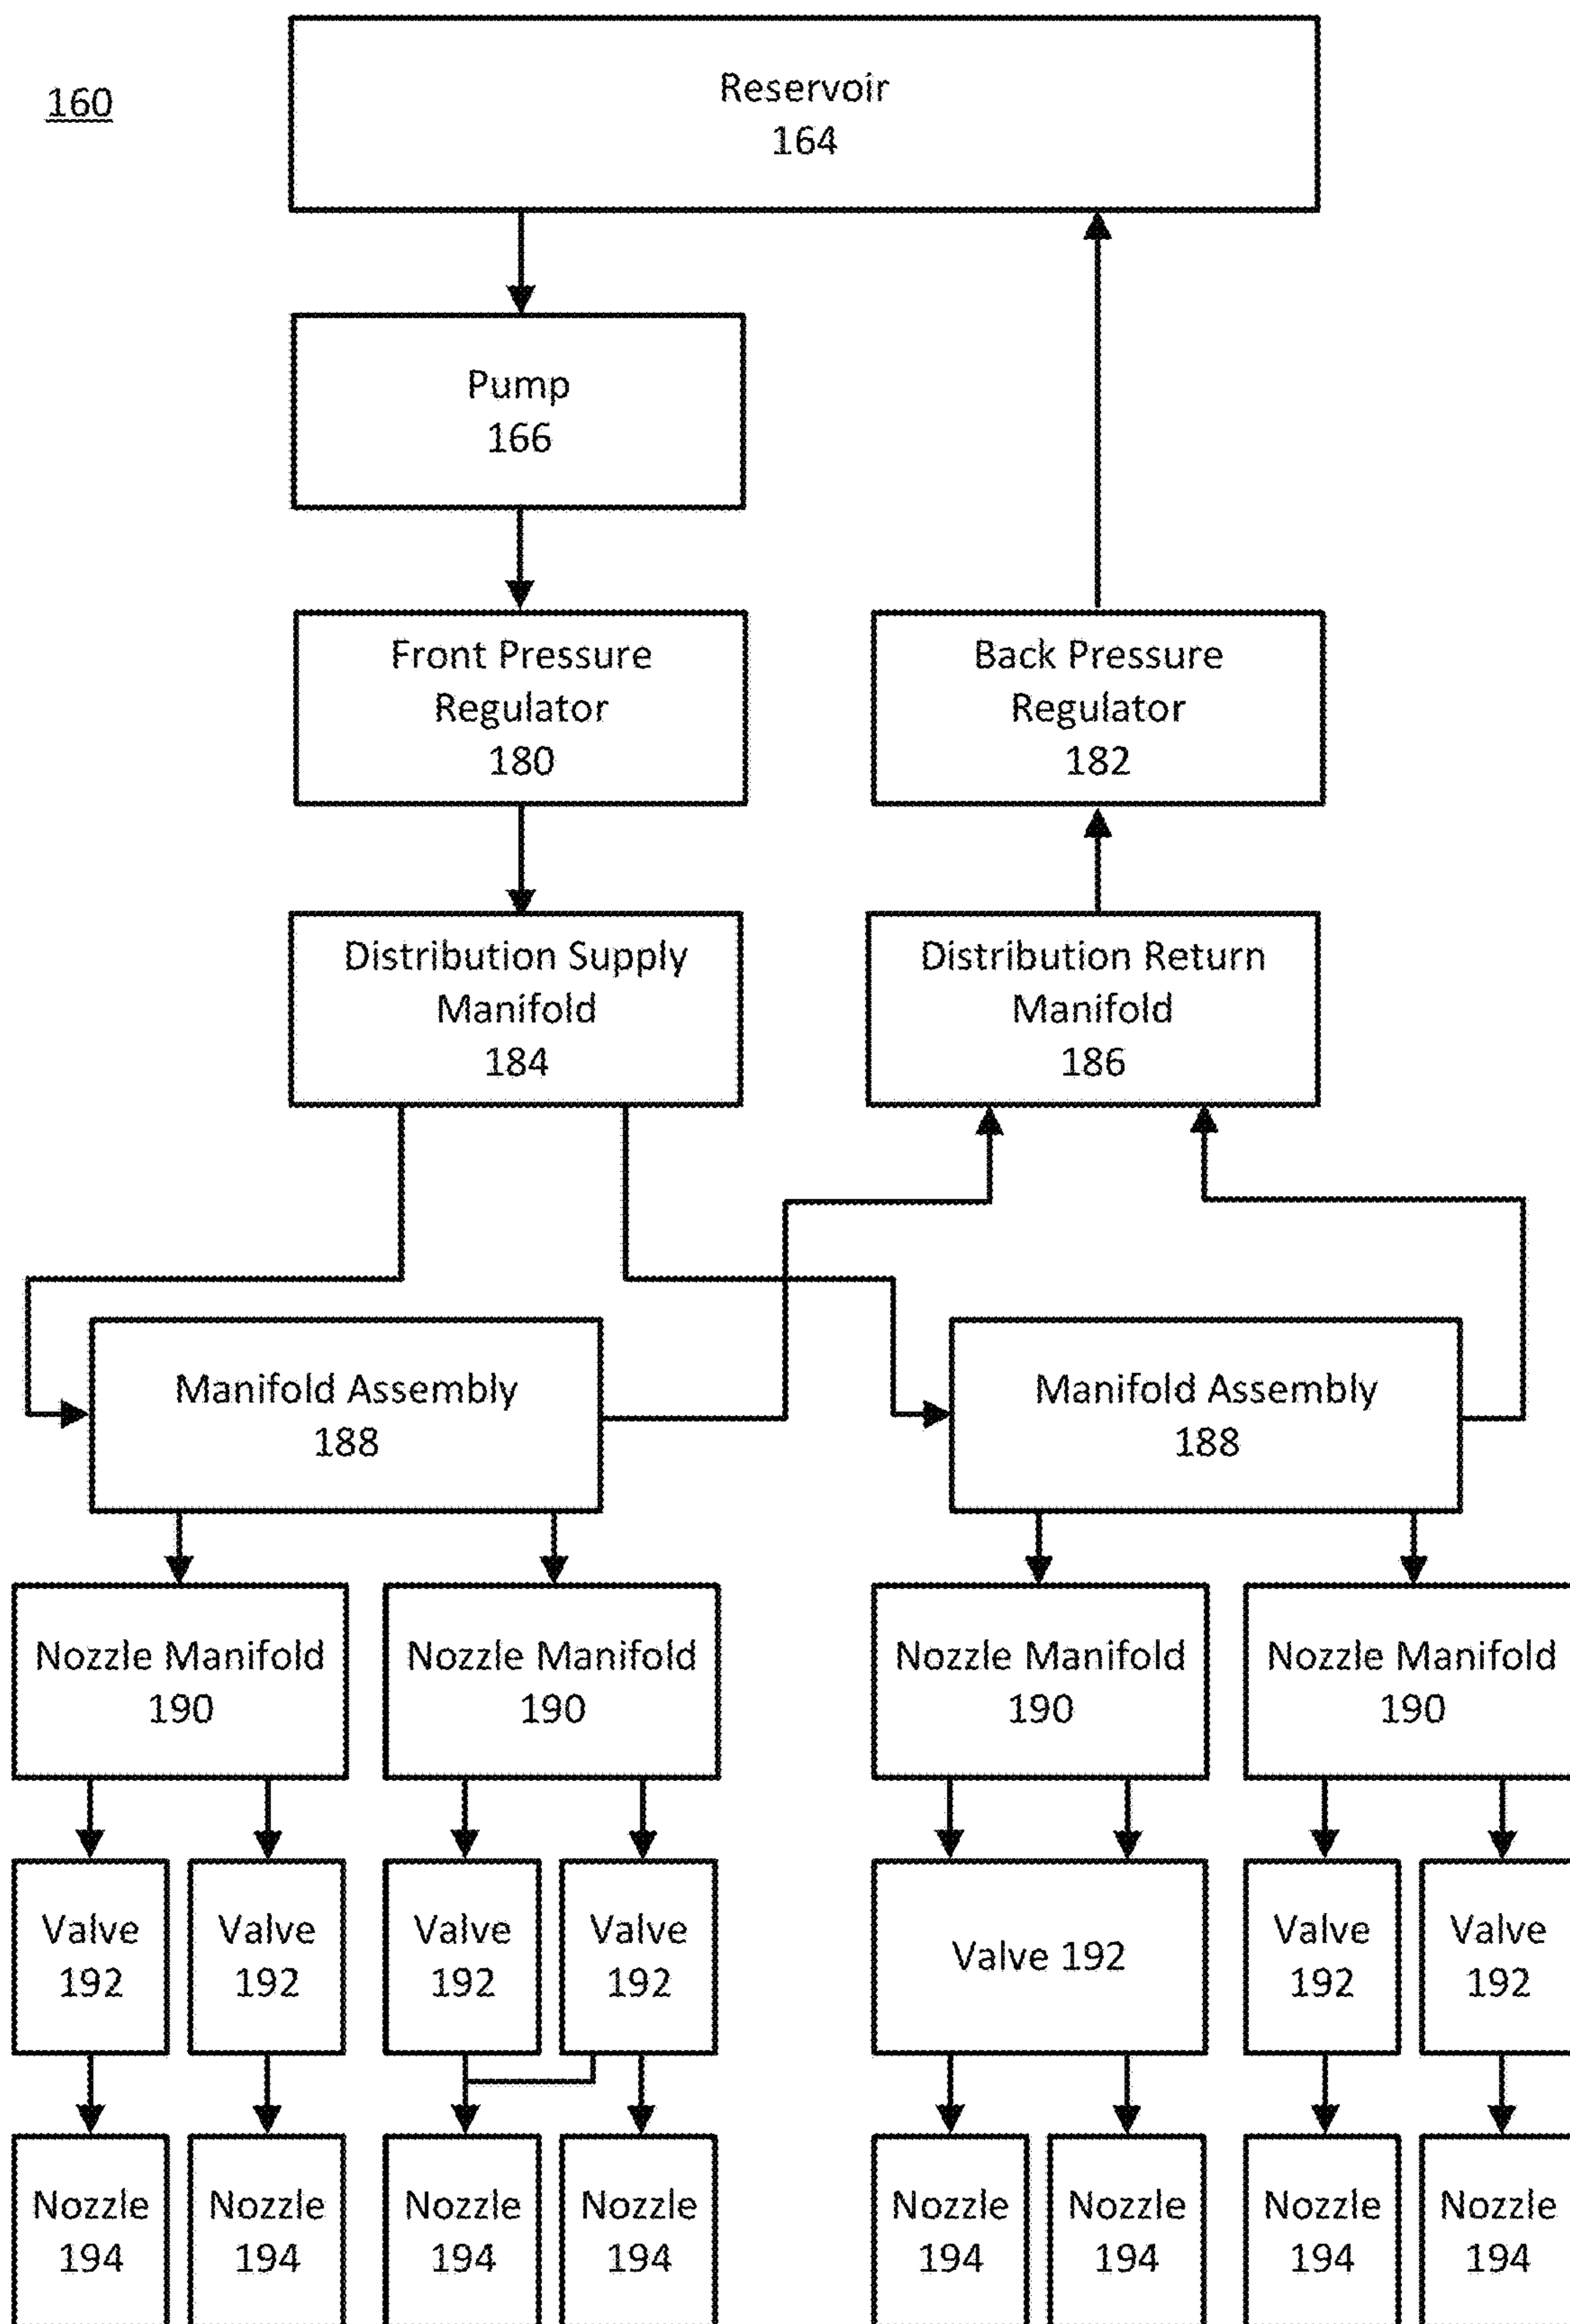 160
Reservoir
164
Pump
166
Front Pressure
Regulator
180
Back Pressure
Regulator
182
Distribution Supply
Manifold
184
Distribution Return
Manifold
186
Manifold Assembly
188
Manifold Assembly
188
Nozzle Manifold
190
Nozzle Manifold
190
Nozzle Manifold
190
Nozzle Manifold
190
Valve
192
Valve
192
Valve
192
Valve
192
Valve 192
Valve
192
Valve
192
Nozzle
194
Nozzle
194
Nozzle
194
Nozzle
194
Nozzle
194
Nozzle
194
Nozzle
194
Nozzle
194